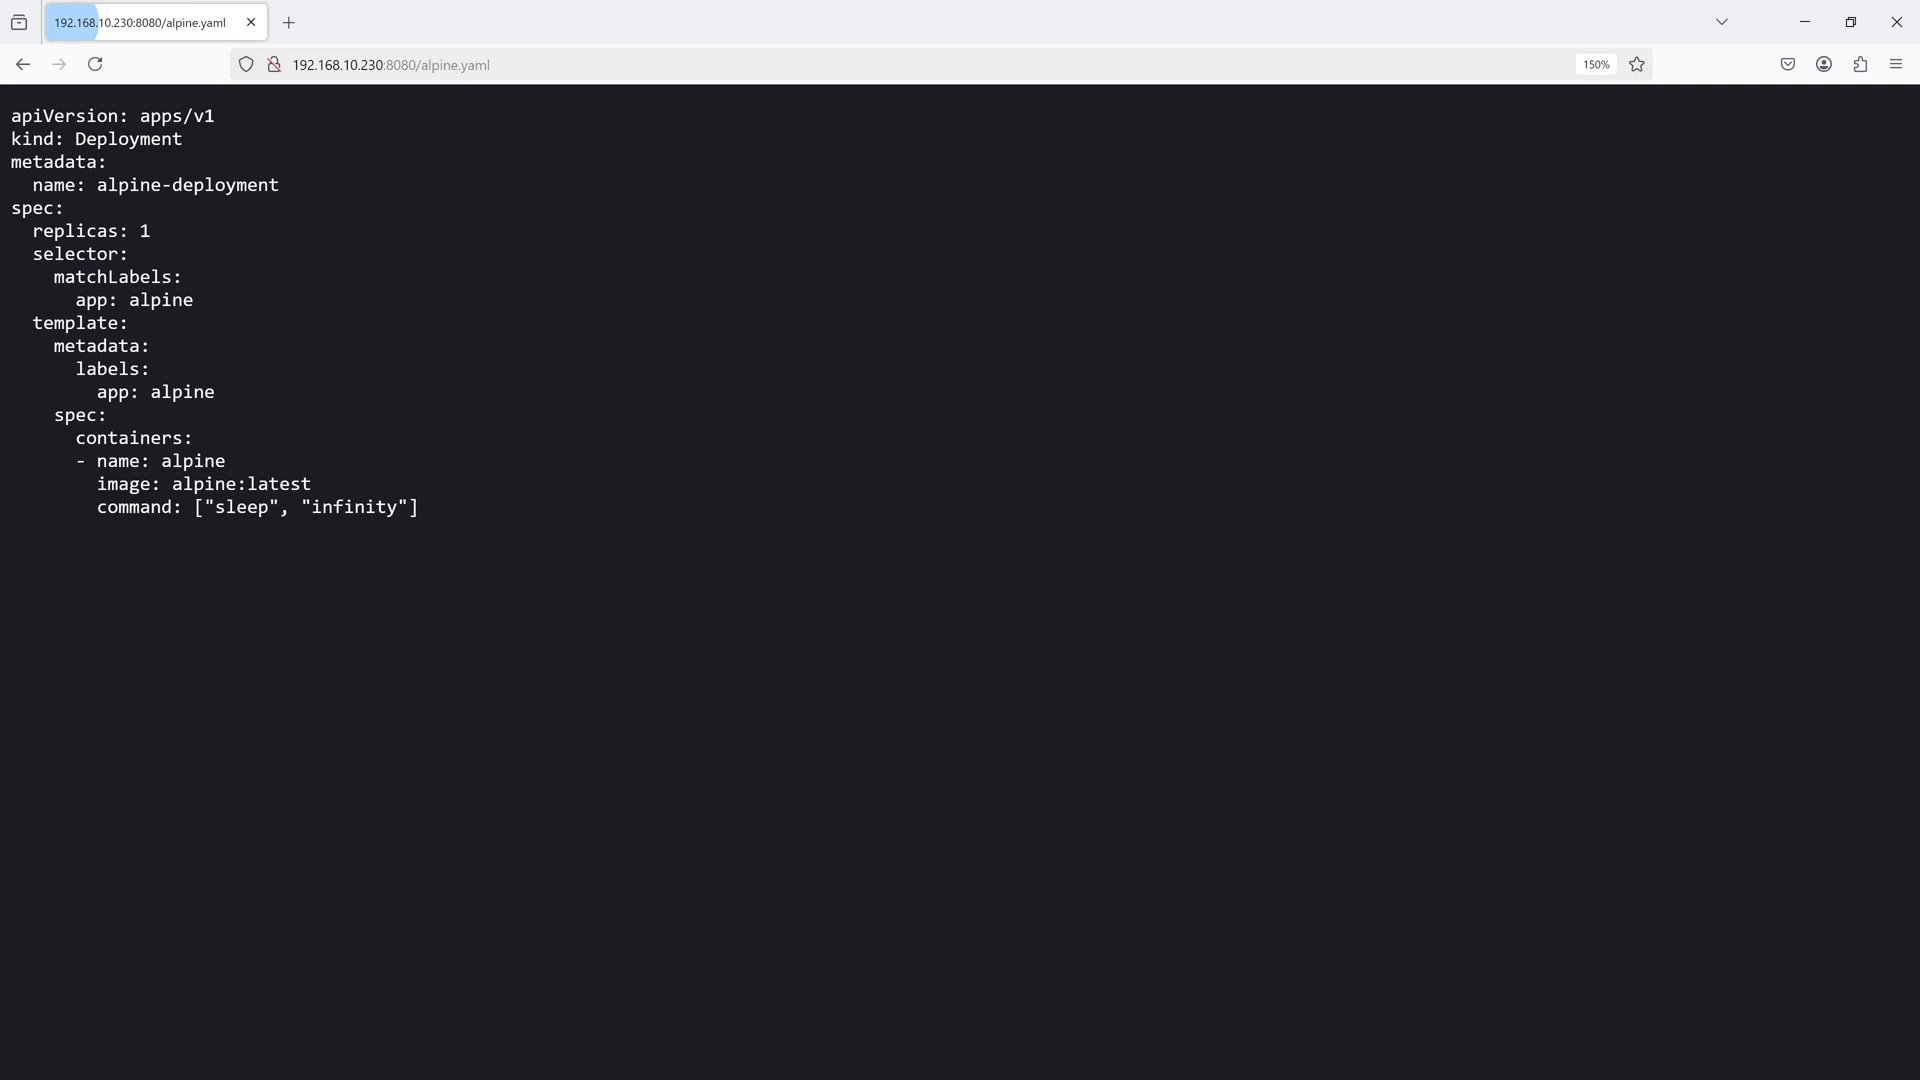 192.168.10.230:8080/alpine.yaml
192.168.10.230:8080/alpine.yaml
150%
apiVersion: apps/v1
kind: Deployment
metadata:
  name: alpine-deployment
spec:
  replicas: 1
  selector:
    matchLabels:
      app: alpine
  template:
    metadata:
      labels:
        app: alpine
    spec:
      containers:
      - name: alpine
        image: alpine:latest
        command: ["sleep", "infinity"]